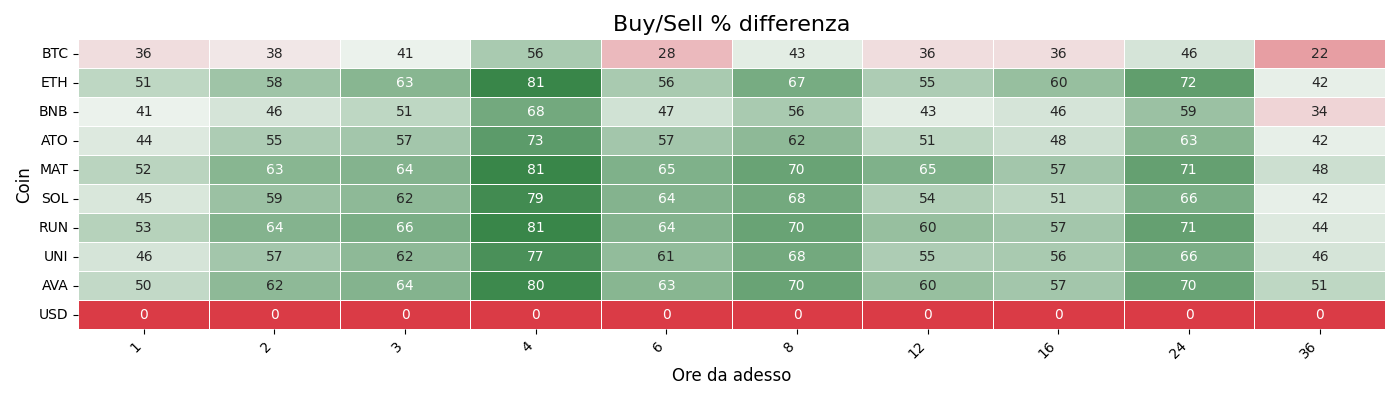 Buy/Sell % differenza
Coin
BTC 36 38 41 56 28 43 36 36 46 22
ETH 51 58 63 81 56 67 55 60 72 42
BNB 41 46 51 68 47 56 43 46 59 34
ATO 44 55 57 73 57 62 51 48 63 42
MAT 52 63 64 81 65 70 65 57 71 48
SOL 45 59 62 79 64 68 54 51 66 42
RUN 53 64 66 81 64 70 60 57 71 44
UNI 46 57 62 77 61 68 55 56 66 46
AVA 50 62 64 80 63 70 60 57 70 51
USD 0 0 0 0 0 0 0 0 0 0
1 2 3 4 6 8 12 16 24 36
Ore da adesso